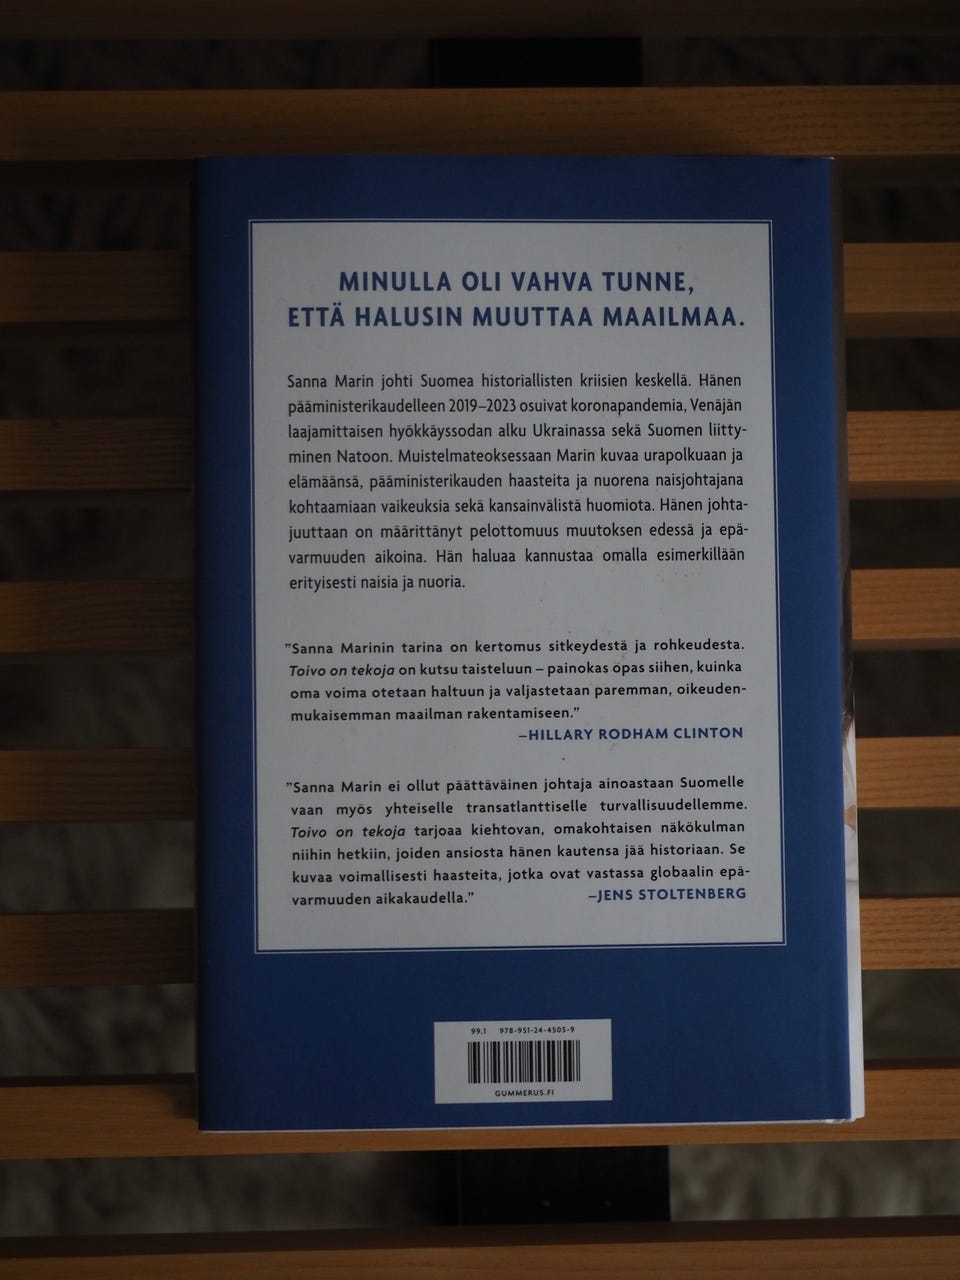 MINULLA OLI VAHVA TUNNE,
ETTÄ HALUSIN MUUTTAA MAAILMAA.
Sanna Marin johti Suomea historiallisten kriisien keskellä. Hänen
pääministerikaudelleen 2019–2023 osuivat koronapandemia, Venäjän
laajamittaisen hyökkäyssodan alku Ukrainassa sekä Suomen liitty-
minen Natoon. Muistelmateoksessaan Marin kuvaa urapolkuaan ja
elämäänsä, pääministerikauden haasteita ja nuorena naisjohtajana
kohtaamiaan vaikeuksia sekä kansainvälistä huomiota. Hänen johta-
juuttaan on määrittänyt pelottomuus muutoksen edessä ja epä-
varmuuden aikoina. Hän haluaa kannustaa omalla esimerkillään
erityisesti naisia ja nuoria.
”Sanna Marinin tarina on kertomus sitkeydestä ja rohkeudesta.
Toivo on tekoja on kutsu taisteluun – painokas opas siihen, kuinka
oma voima otetaan haltuun ja valjastetaan paremman, oikeuden-
mukaisemman maailman rakentamiseen.”
–HILLARY RODHAM CLINTON
”Sanna Marin ei ollut päättäväinen johtaja ainoastaan Suomelle
vaan myös yhteiselle transatlanttiselle turvallisuudellemme.
Toivo on tekoja tarjoaa kiehtovan, omakohtaisen näkökulman
niihin hetkiin, joiden ansiosta hänen kautensa jää historiaan. Se
kuvaa voimallisesti haasteita, jotka ovat vastassa globaalin epä-
varmuuden aikakaudella.” –JENS STOLTENBERG
99.1 978-951-24-4505-9
GUMMERUS.FI